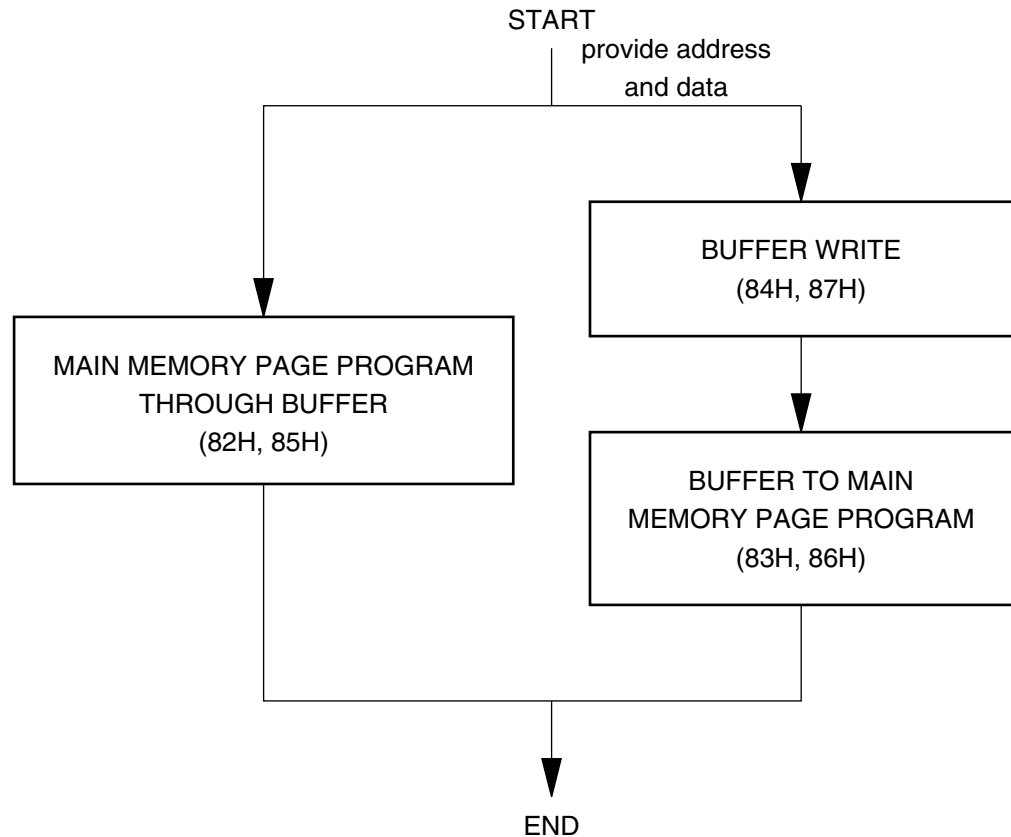 START
provide address
and data
BUFFER WRITE
(84H, 87H)
MAIN MEMORY PAGE PROGRAM
THROUGH BUFFER
(82H, 85H)
BUFFER TO MAIN
MEMORY PAGE PROGRAM
(83H, 86H)
END